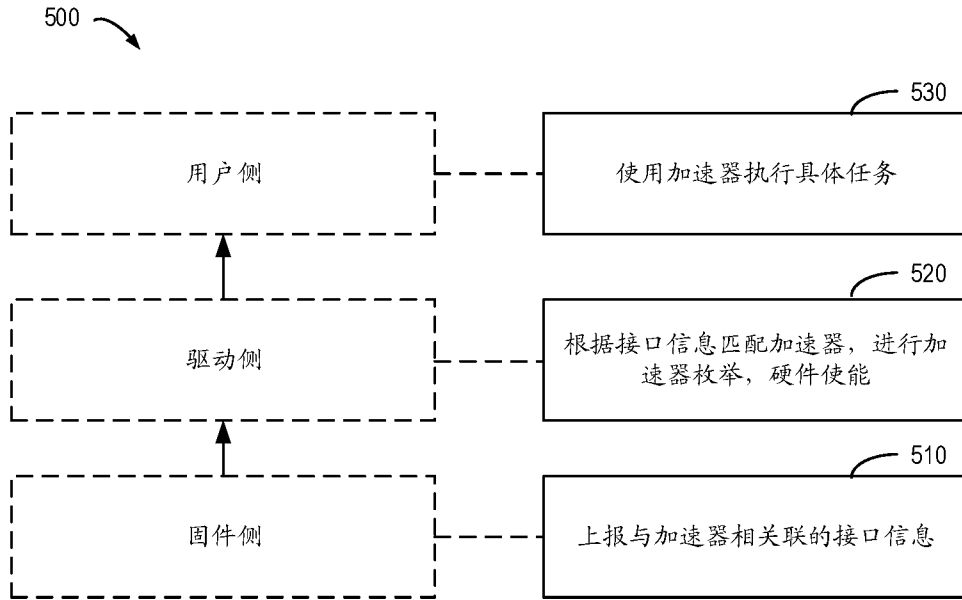 500
530
用户侧
使用加速器执行具体任务
520
驱动侧
根据接口信息匹配加速器，进行加
速器枚举，硬件使能
510
固件侧
上报与加速器相关联的接口信息